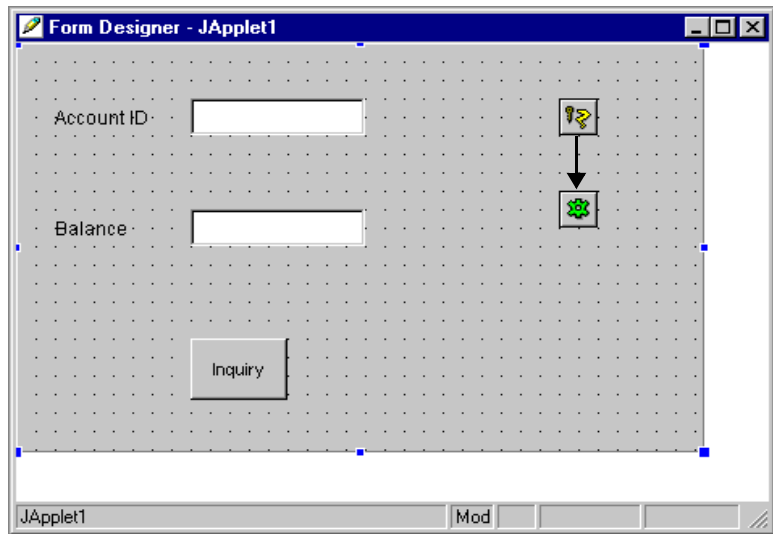 Form Designer - JApplet1
Account ID
Balance
Inquiry
JApplet1 Mod